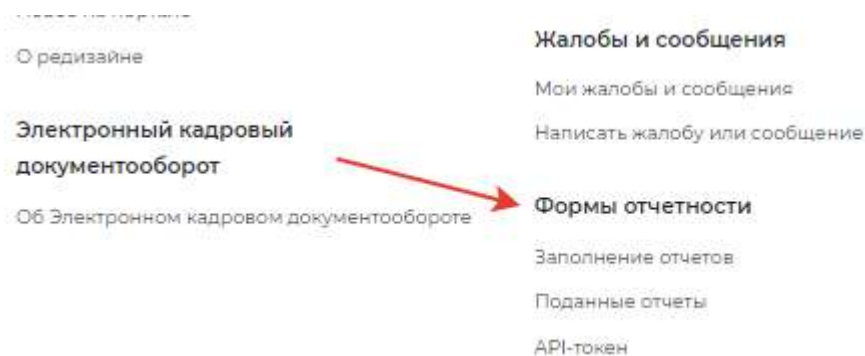 О редизайне
Электронный кадровый
документооборот
Об Электронном кадровом документообороте
Жалобы и сообщения
Мои жалобы и сообщения
Написать жалобу или сообщение
Формы отчетности
Заполнение отчетов
Поданные отчеты
API-токен